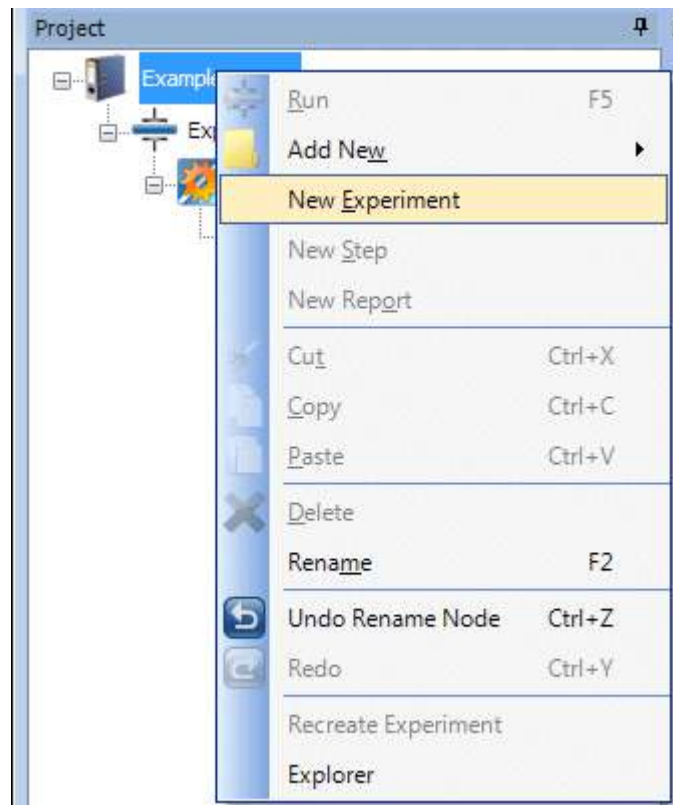 Project
Example
Exp
Run F5
Add New
New Experiment
New Step
New Report
Cut Ctrl+X
Copy Ctrl+C
Paste Ctrl+V
Delete
Rename F2
Undo Rename Node Ctrl+Z
Redo Ctrl+Y
Recreate Experiment
Explorer